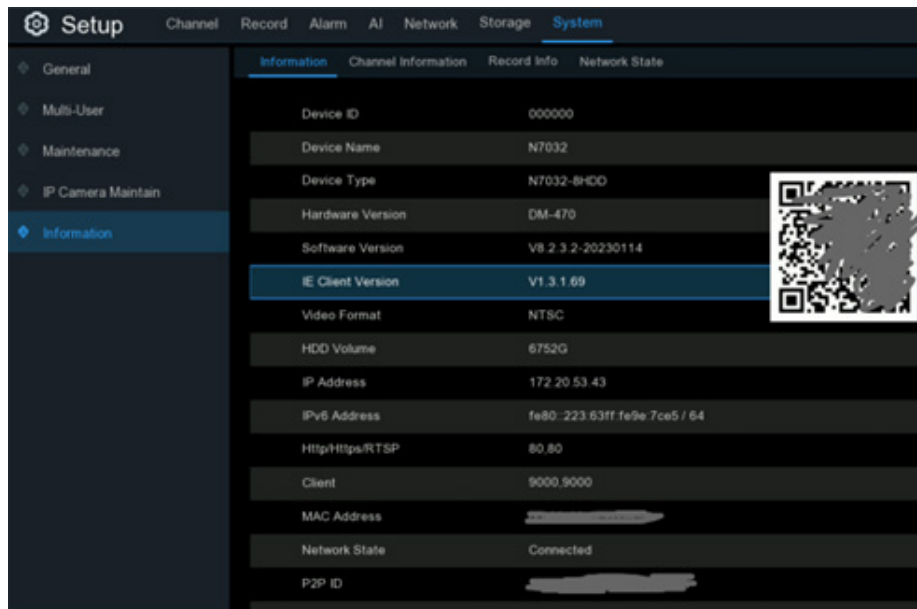 Setup Channel Record Alarm AI Network Storage System
General
Multi-User
Maintenance
IP Camera Maintain
Information
Information Channel Information Record Info Network State
Device ID 000000
Device Name N7032
Device Type N7032-8HDD
Hardware Version DM-470
Software Version V8.2.3.2-20230114
IE Client Version V1.3.1.69
Video Format NTSC
HDD Volume 6752G
IP Address 172.20.53.43
IPv6 Address fe80::223:63ff:fe9e:7ce5 / 64
Http/Https/RTSP 80,80
Client 9000,9000
MAC Address
Network State Connected
P2P ID